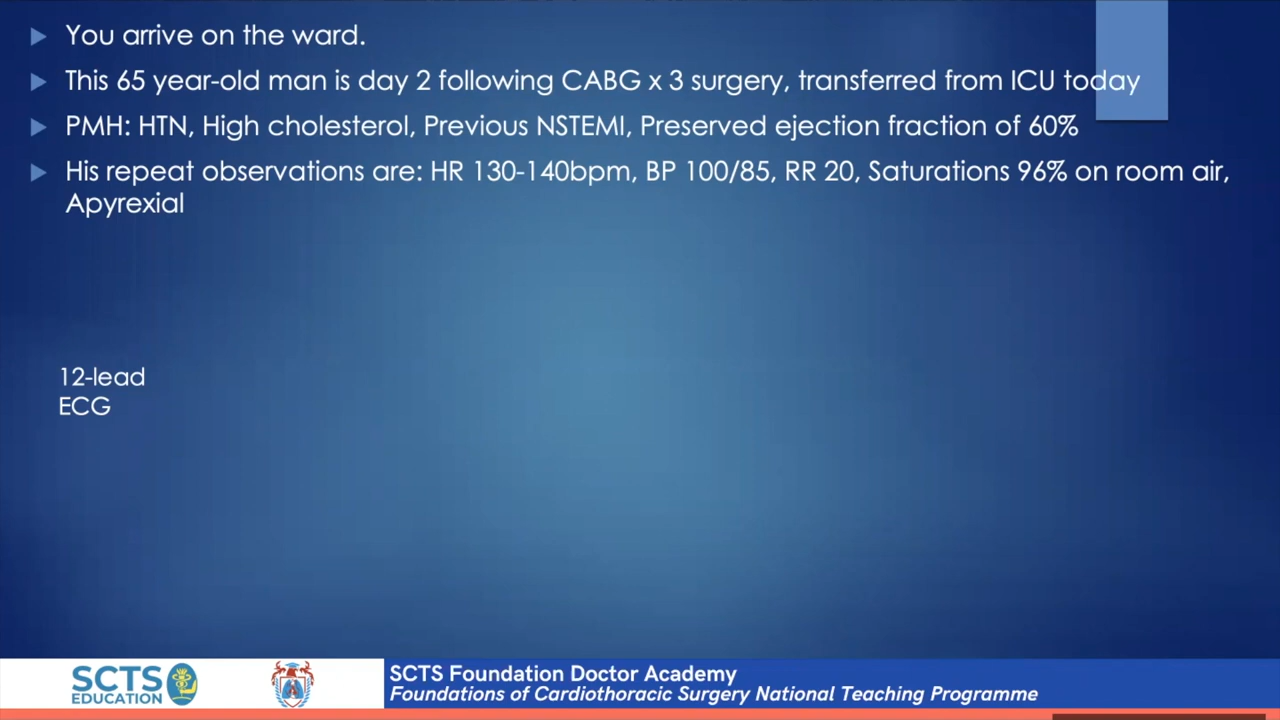 You arrive on the ward.
This 65 year-old man is day 2 following CABG x 3 surgery, transferred from ICU today
PMH: HTN, High cholesterol, Previous NSTEMI, Preserved ejection fraction of 60%
His repeat observations are: HR 130-140bpm, BP 100/85, RR 20, Saturations 96% on room air,
Apyrexial
12-lead
ECG
SCTS
EDUCATION
SCTS Foundation Doctor Academy
Foundations of Cardiothoracic Surgery National Teaching Programme